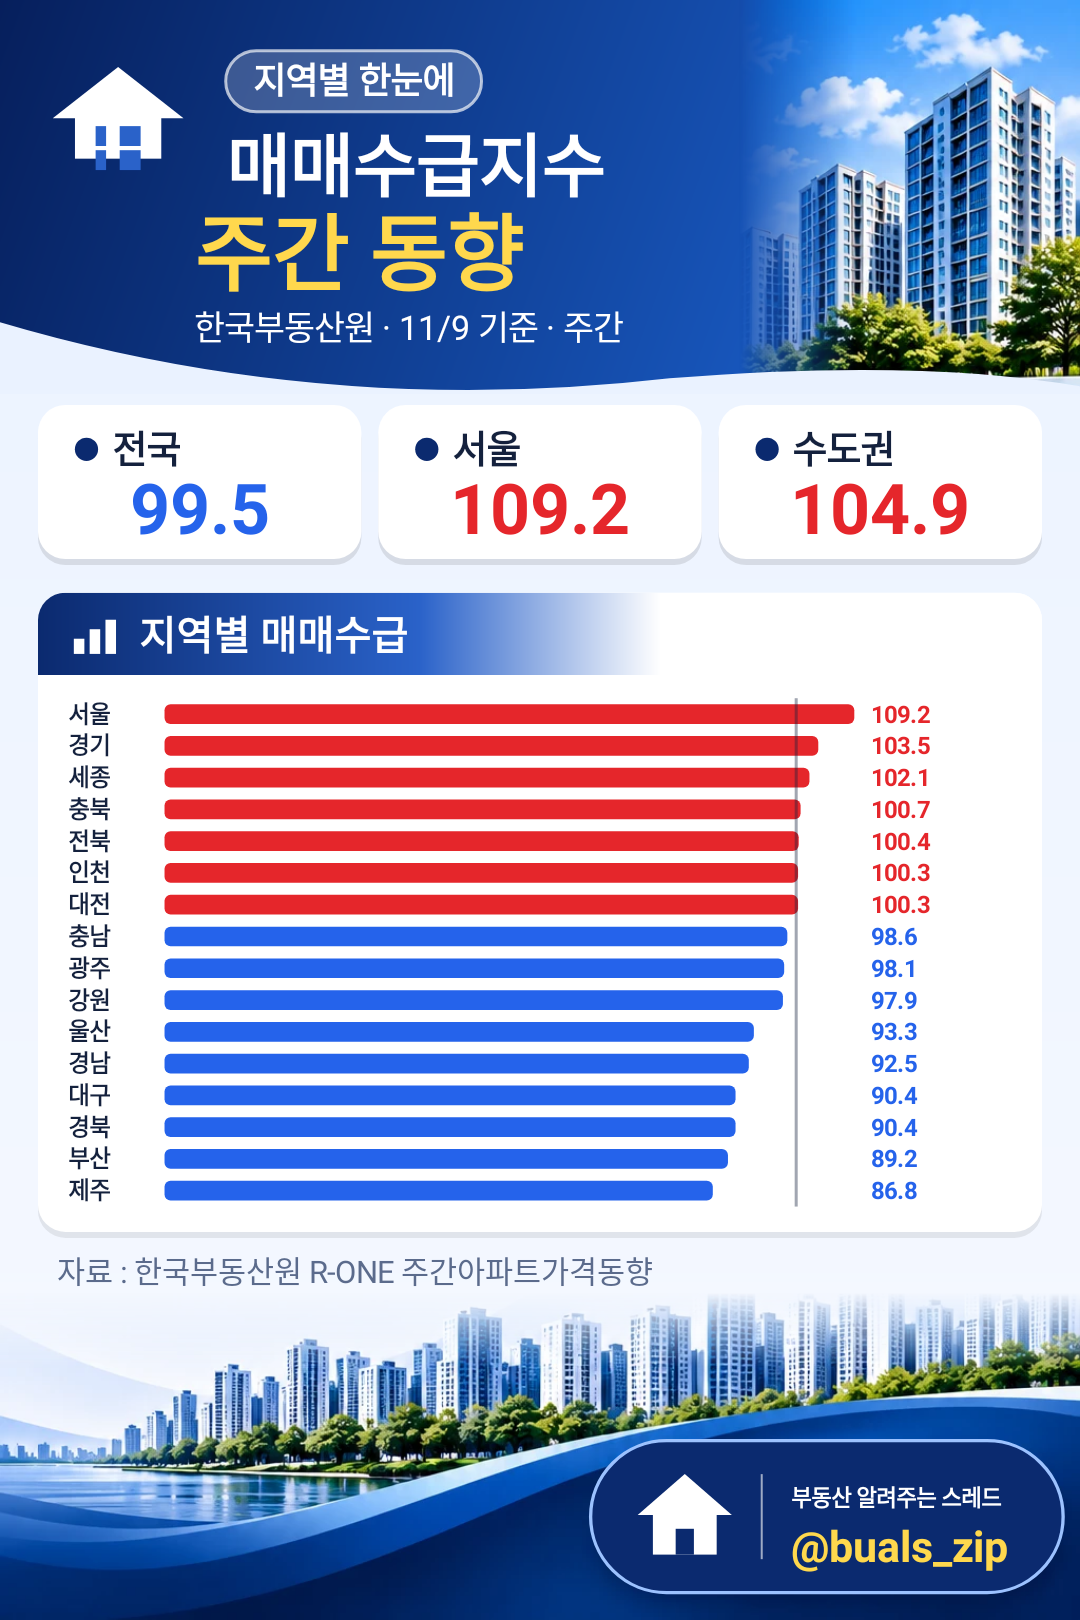 지역별 한눈에
매매수급지수
주간 동향
한국부동산원 · 11/9 기준 · 주간
전국
99.5
서울
109.2
수도권
104.9
지역별 매매수급
서울 109.2
경기 103.5
세종 102.1
충북 100.7
전북 100.4
인천 100.3
대전 100.3
충남 98.6
광주 98.1
강원 97.9
울산 93.3
경남 92.5
대구 90.4
경북 90.4
부산 89.2
제주 86.8
자료 : 한국부동산원 R-ONE 주간아파트가격동향
부동산 알려주는 스레드
@buals_zip